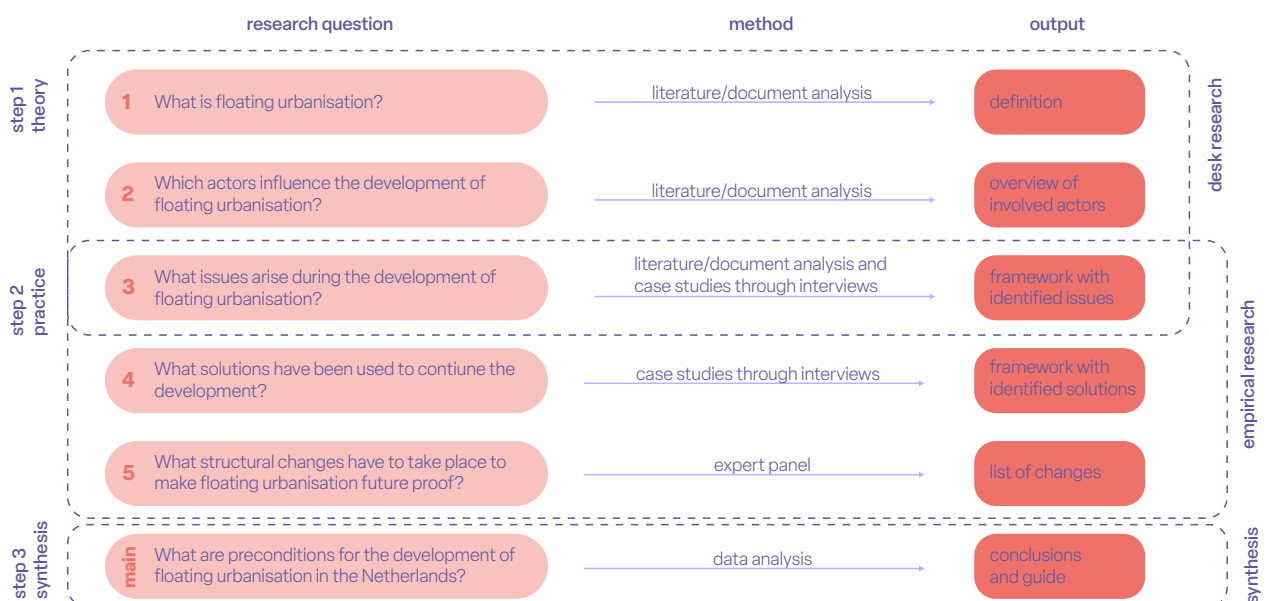 research question
method
output
step 1
theory
1
What is floating urbanisation?
literature/document analysis
definition
desk research
2
Which actors influence the development of
floating urbanisation?
literature/document analysis
overview of
involved actors
step 2
practice
3
What issues arise during the development of
floating urbanisation?
literature/document analysis and
case studies through interviews
framework with
identified issues
empirical research
4
What solutions have been used to contiune the
development?
case studies through interviews
framework with
identified solutions
5
What structural changes have to take place to
make floating urbanisation future proof?
expert panel
list of changes
step 3
synthesis
main
What are preconditions for the development of
floating urbanisation in the Netherlands?
data analysis
conclusions
and guide
synthesis